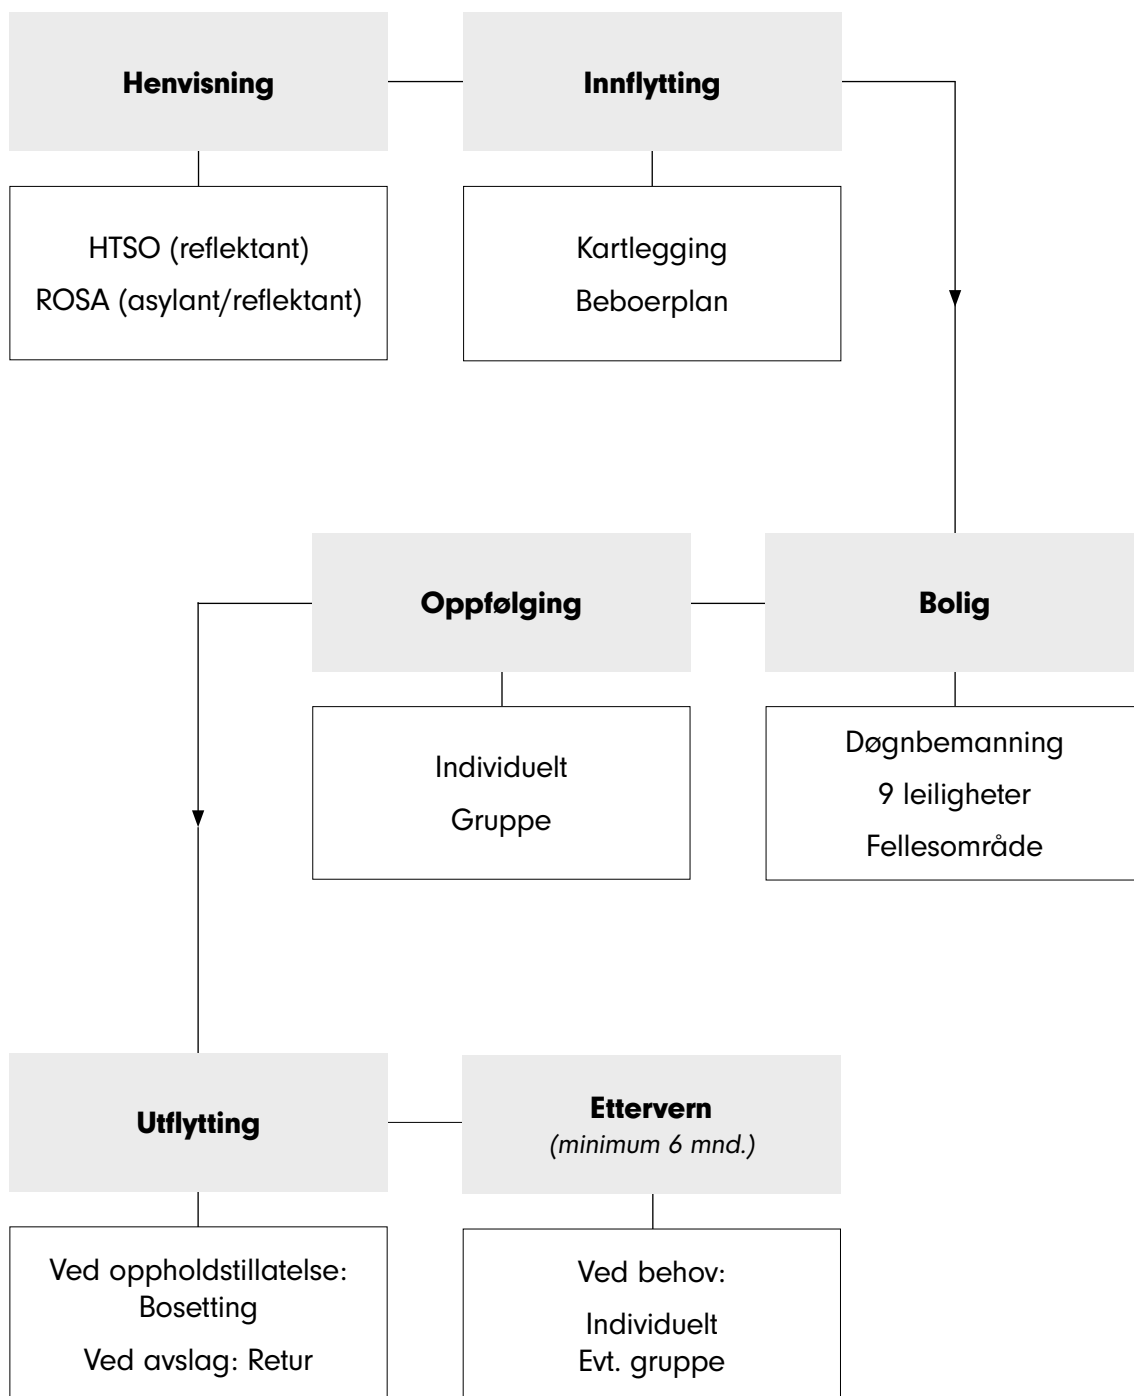 Henvisning
HTSO (reflektant)
ROSA (asylant/reflektant)
Innflytting
Kartlegging
Beboerplan
Bolig
Døgnbemanning
9 leiligheter
Fellesområde
Oppfølging
Individuelt
Gruppe
Utflytting
Ved oppholdstillatelse:
Bosetting
Ved avslag: Retur
Ettervern
(minimum 6 mnd.)
Ved behov:
Individuelt
Evt. gruppe